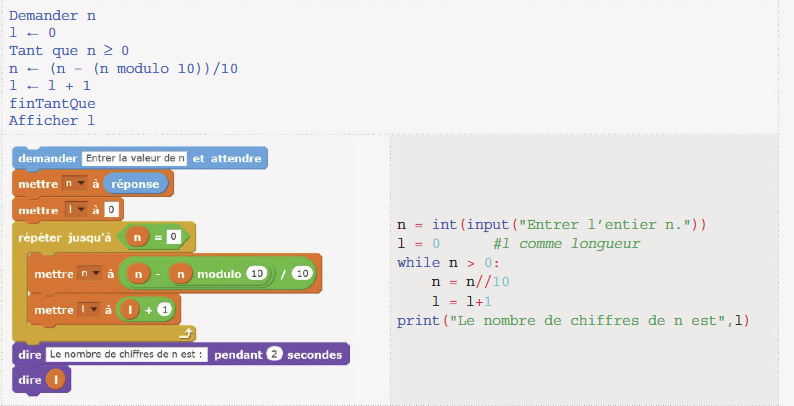 Demander n
l ← 0
Tant que n ≥ 0
n ← (n - (n modulo 10))/10
l ← l + 1
finTantQue
Afficher l
demander Entrer la valeur de n et attendre
mettre n à réponse
mettre l à 0
répéter jusqu'à n = 0
mettre n à n - n modulo 10 / 10
mettre l à l + 1
dire Le nombre de chiffres de n est : pendant 2 secondes
dire l
n = int(input("Entrer l'entier n."))
l = 0 #l comme longueur
while n > 0:
n = n//10
l = l+1
print("Le nombre de chiffres de n est",l)